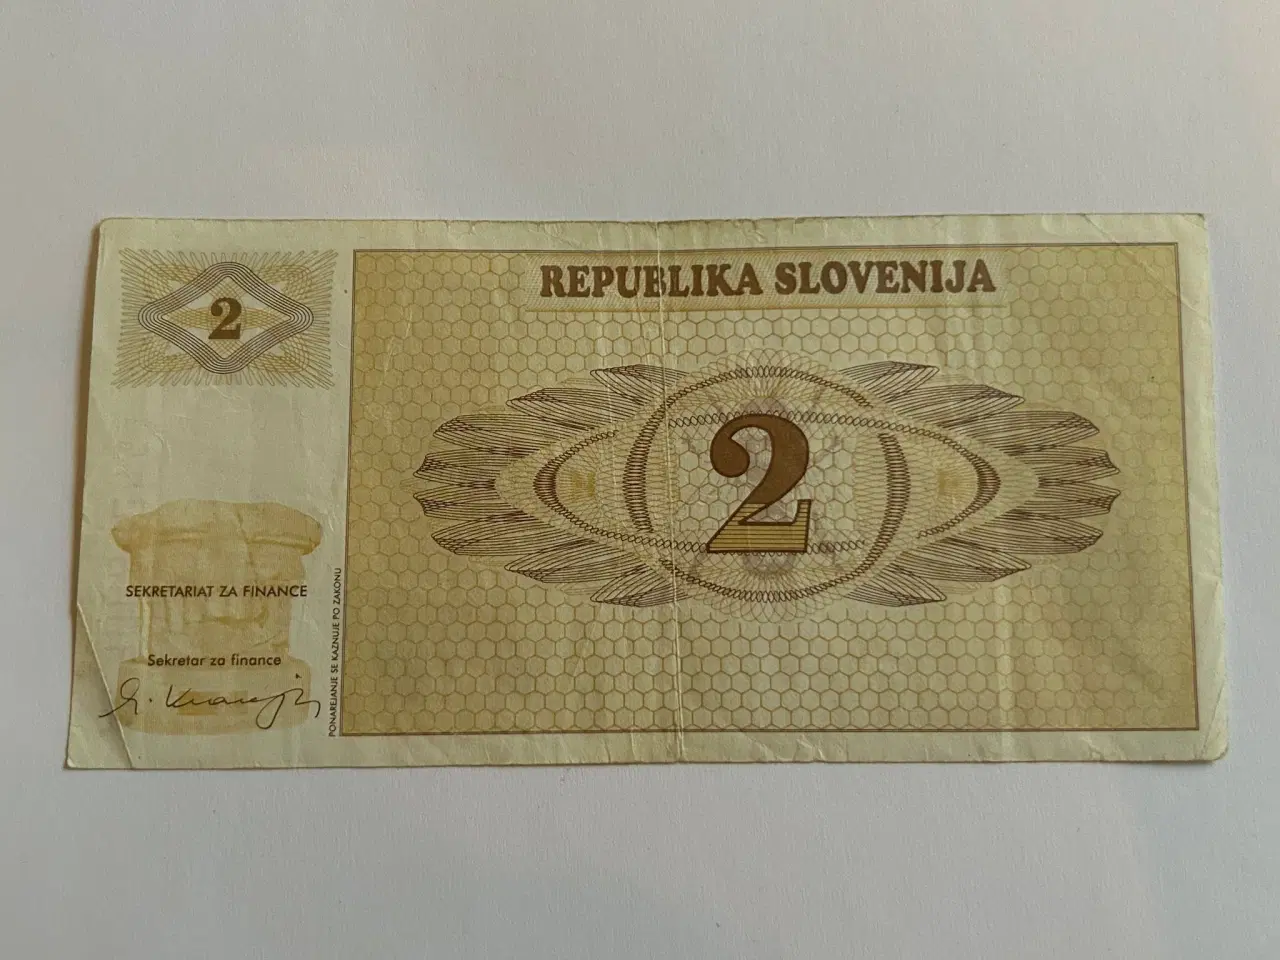 REPUBLIKA SLOVENIJA
2
2
SEKRETARIAT ZA FINANCE
Sekretar za finance
PONAREJANJE SE KAZNUJE PO ZAKONU